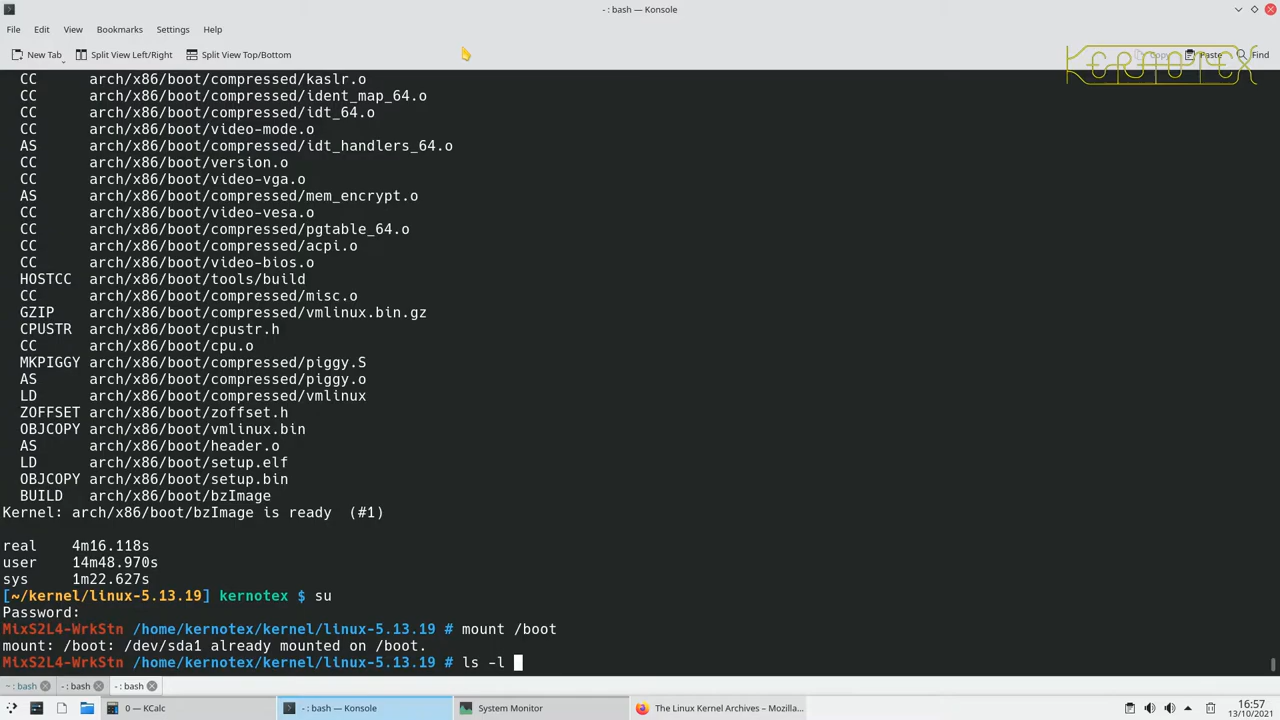 - : bash — Konsole
File Edit View Bookmarks Settings Help
New Tab Split View Left/Right Split View Top/Bottom Copy Paste Find
KERNOTEX
CC arch/x86/boot/compressed/kaslr.o
CC arch/x86/boot/compressed/ident_map_64.o
CC arch/x86/boot/compressed/idt_64.o
CC arch/x86/boot/video-mode.o
AS arch/x86/boot/compressed/idt_handlers_64.o
CC arch/x86/boot/version.o
CC arch/x86/boot/video-vga.o
AS arch/x86/boot/compressed/mem_encrypt.o
CC arch/x86/boot/video-vesa.o
CC arch/x86/boot/compressed/pgtable_64.o
CC arch/x86/boot/compressed/acpi.o
CC arch/x86/boot/video-bios.o
HOSTCC arch/x86/boot/tools/build
CC arch/x86/boot/compressed/misc.o
GZIP arch/x86/boot/compressed/vmlinux.bin.gz
CPUSTR arch/x86/boot/cpustr.h
CC arch/x86/boot/cpu.o
MKPIGGY arch/x86/boot/compressed/piggy.S
AS arch/x86/boot/compressed/piggy.o
LD arch/x86/boot/compressed/vmlinux
ZOFFSET arch/x86/boot/zoffset.h
OBJCOPY arch/x86/boot/vmlinux.bin
AS arch/x86/boot/header.o
LD arch/x86/boot/setup.elf
OBJCOPY arch/x86/boot/setup.bin
BUILD arch/x86/boot/bzImage
Kernel: arch/x86/boot/bzImage is ready (#1)
real 4m16.118s
user 14m48.970s
sys 1m22.627s
[~/kernel/linux-5.13.19] kernotex $ su
Password:
MixS2L4-WrkStn /home/kernotex/kernel/linux-5.13.19 # mount /boot
mount: /boot: /dev/sda1 already mounted on /boot.
MixS2L4-WrkStn /home/kernotex/kernel/linux-5.13.19 # ls -l
~ : bash - : bash - : bash
0 — KCalc - : bash — Konsole System Monitor The Linux Kernel Archives – Mozilla... 16:57
13/10/2021